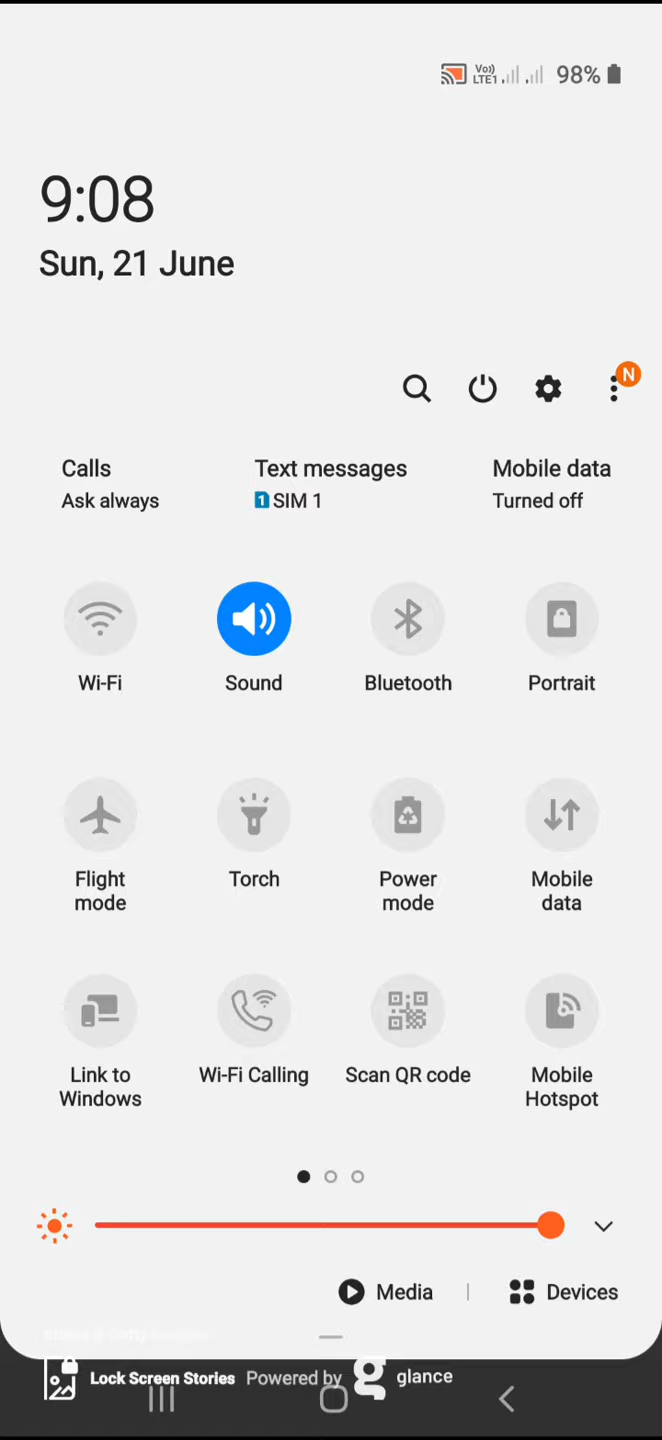 Vo)) LTE1 98%
9:08
Sun, 21 June
N
Calls Text messages Mobile data
Ask always 1 SIM 1 Turned off
Wi-Fi Sound Bluetooth Portrait
Flight mode Torch Power mode Mobile data
Link to Windows Wi-Fi Calling Scan QR code Mobile Hotspot
Media | Devices
Lock Screen Stories Powered by g glance